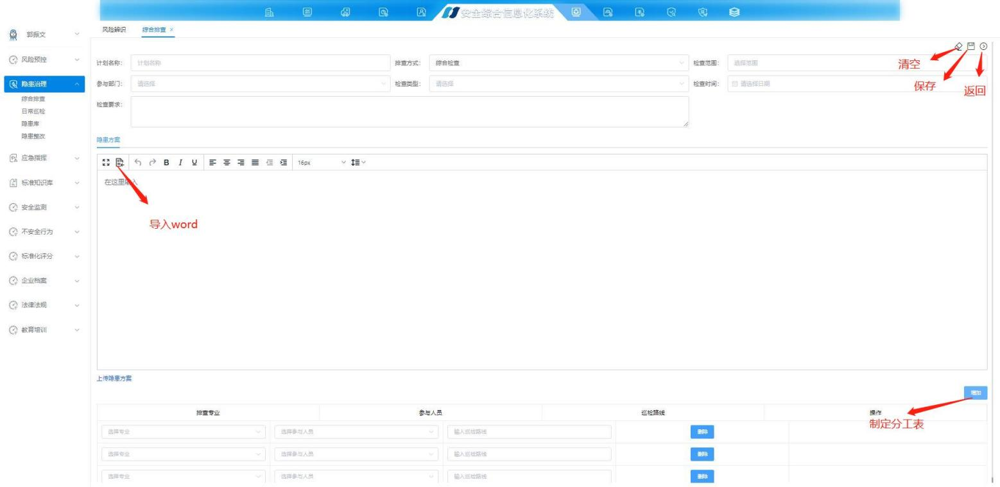 安全综合信息化系统
郭振文
风险辨识 综合排查 ×
风险预控
隐患治理
综合排查
日常巡检
隐患库
隐患整改
应急指挥
标准知识库
安全监测
不安全行为
标准化评分
企业档案
法律法规
教育培训
计划名称: 计划名称 排查方式: 综合检查 检查范围: 选择范围
清空
参与部门: 请选择 检查类型: 请选择 检查时间: 请选择日期
保存
返回
检查要求:
隐患方案
B I U 16px
在这里输入
导入word
上传隐患方案
增加
排查专业 参与人员 巡检路线 操作
制定分工表
选择专业 选择参与人员 输入巡检路线 删除
选择专业 选择参与人员 输入巡检路线 删除
选择专业 选择参与人员 输入巡检路线 删除